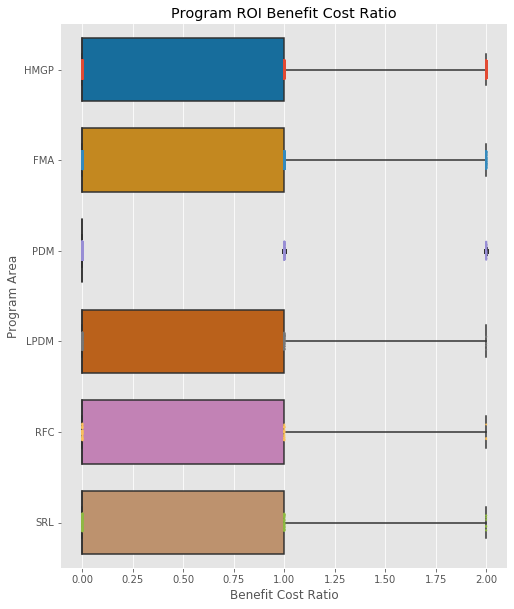 Program ROI Benefit Cost Ratio
HMGP
FMA
PDM
LPDM
RFC
SRL
Program Area
0.00 0.25 0.50 0.75 1.00 1.25 1.50 1.75 2.00
Benefit Cost Ratio